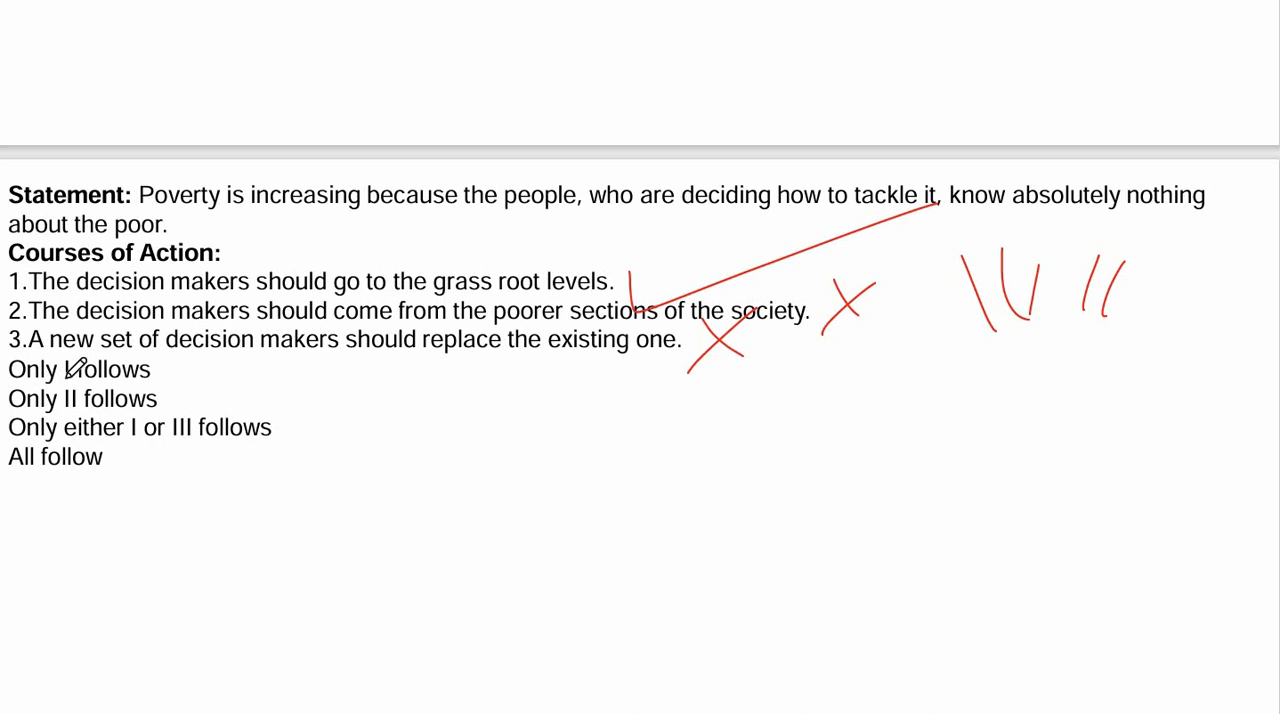 Statement: Poverty is increasing because the people, who are deciding how to tackle it, know absolutely nothing
about the poor.
Courses of Action:
1.The decision makers should go to the grass root levels.
2.The decision makers should come from the poorer sections of the society.
3.A new set of decision makers should replace the existing one.
Only I follows
Only II follows
Only either I or III follows
All follow